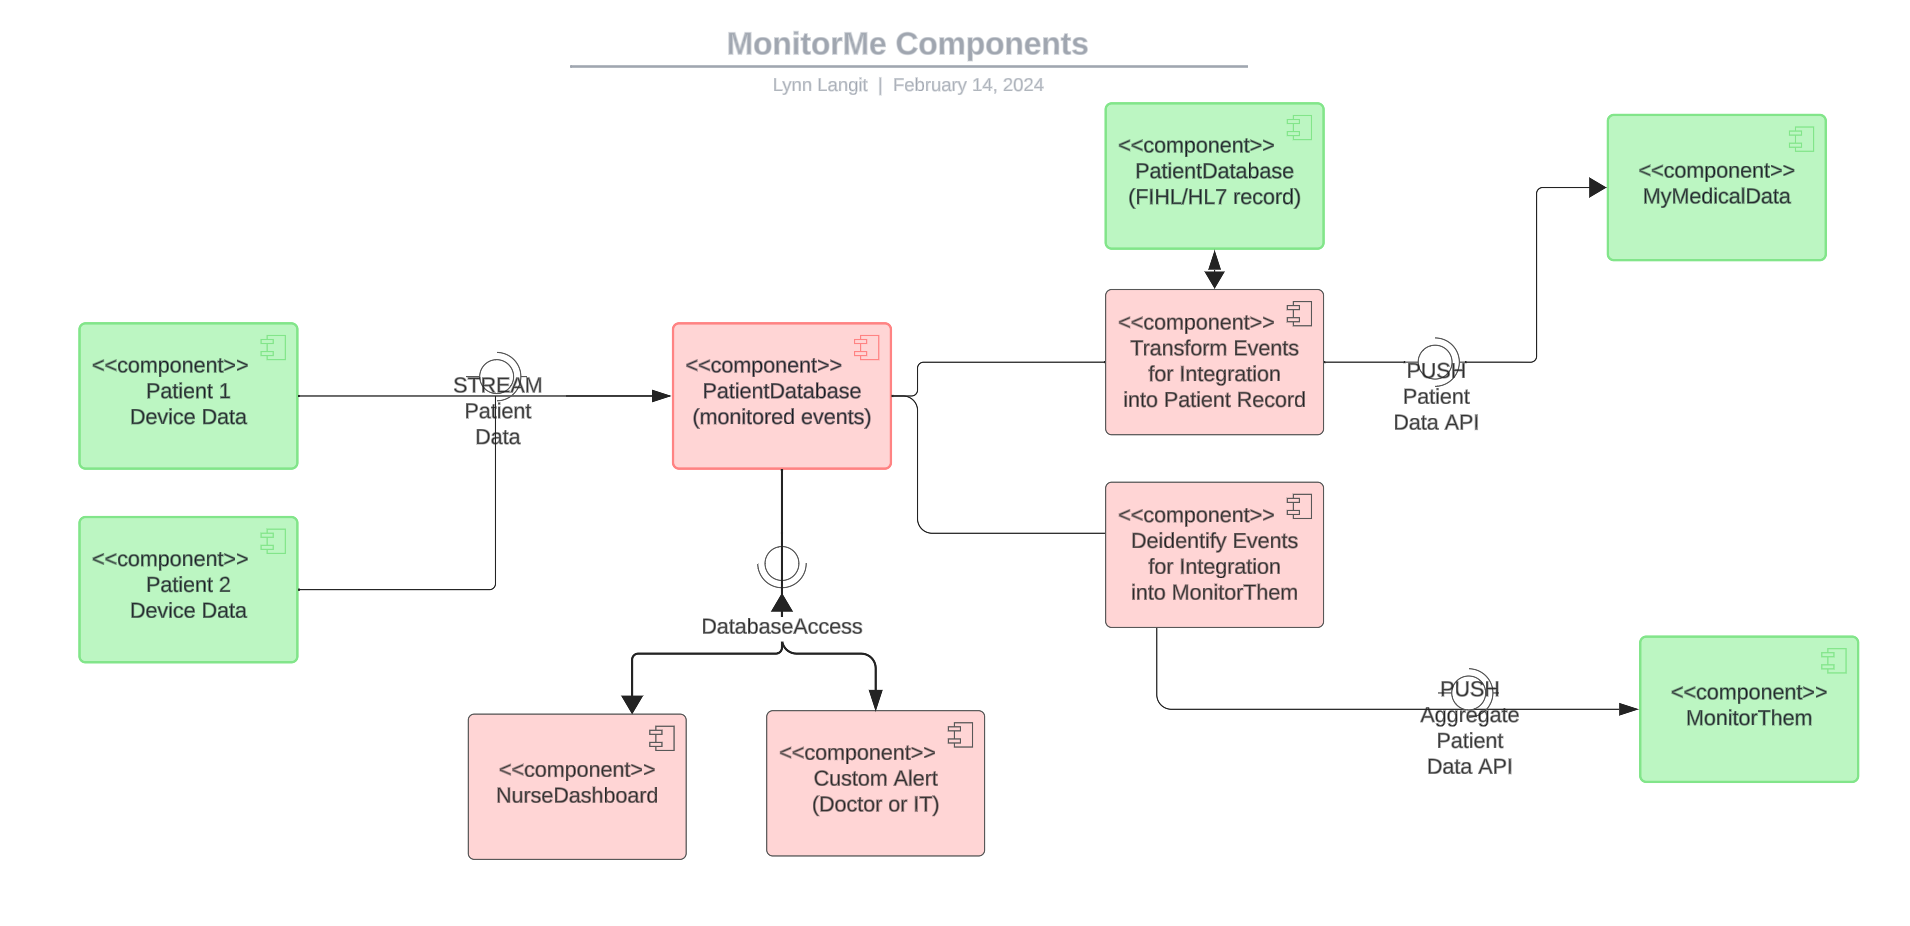 MonitorMe Components
Lynn Langit | February 14, 2024
<<component>>
PatientDatabase
(FIHL/HL7 record)
<<component>>
MyMedicalData
<<component>>
Patient 1
Device Data
STREAM
Patient
Data
<<component>>
PatientDatabase
(monitored events)
<<component>>
Transform Events
for Integration
into Patient Record
PUSH
Patient
Data API
<<component>>
Patient 2
Device Data
<<component>>
Deidentify Events
for Integration
into MonitorThem
DatabaseAccess
<<component>>
NurseDashboard
<<component>>
Custom Alert
(Doctor or IT)
PUSH
Aggregate
Patient
Data API
<<component>>
MonitorThem